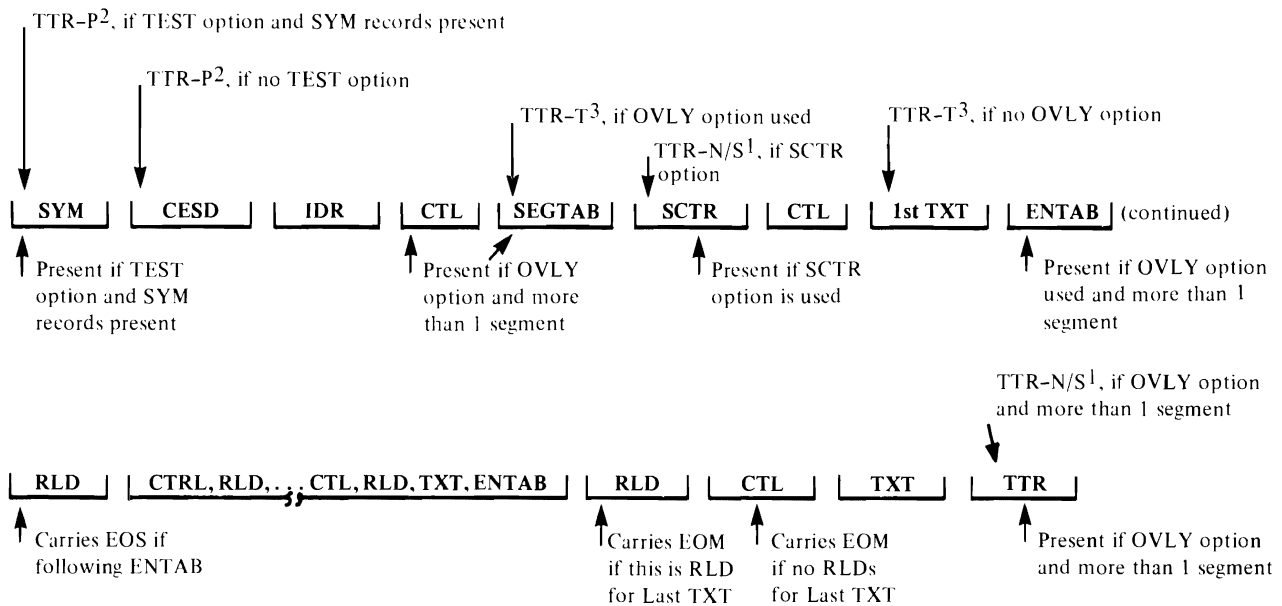 TTR-P2, if TEST option and SYM records present
TTR-P2, if no TEST option
TTR-T3, if OVLY option used
TTR-T3, if no OVLY option
TTR-N/S1, if SCTR
option
SYM
CESD
IDR
CTL
SEGTAB
SCTR
CTL
1st TXT
ENTAB
(continued)
Present if TEST
option and SYM
records present
Present if OVLY
option and more
than 1 segment
Present if SCTR
option is used
Present if OVLY option
used and more than 1
segment
TTR-N/S1, if OVLY option
and more than 1 segment
RLD
CTRL, RLD, . . . CTL, RLD, TXT, ENTAB
RLD
CTL
TXT
TTR
Carries EOS if
following ENTAB
Carries EOM
if this is RLD
for Last TXT
Carries EOM
if no RLDs
for Last TXT
Present if OVLY option
and more than 1 segment